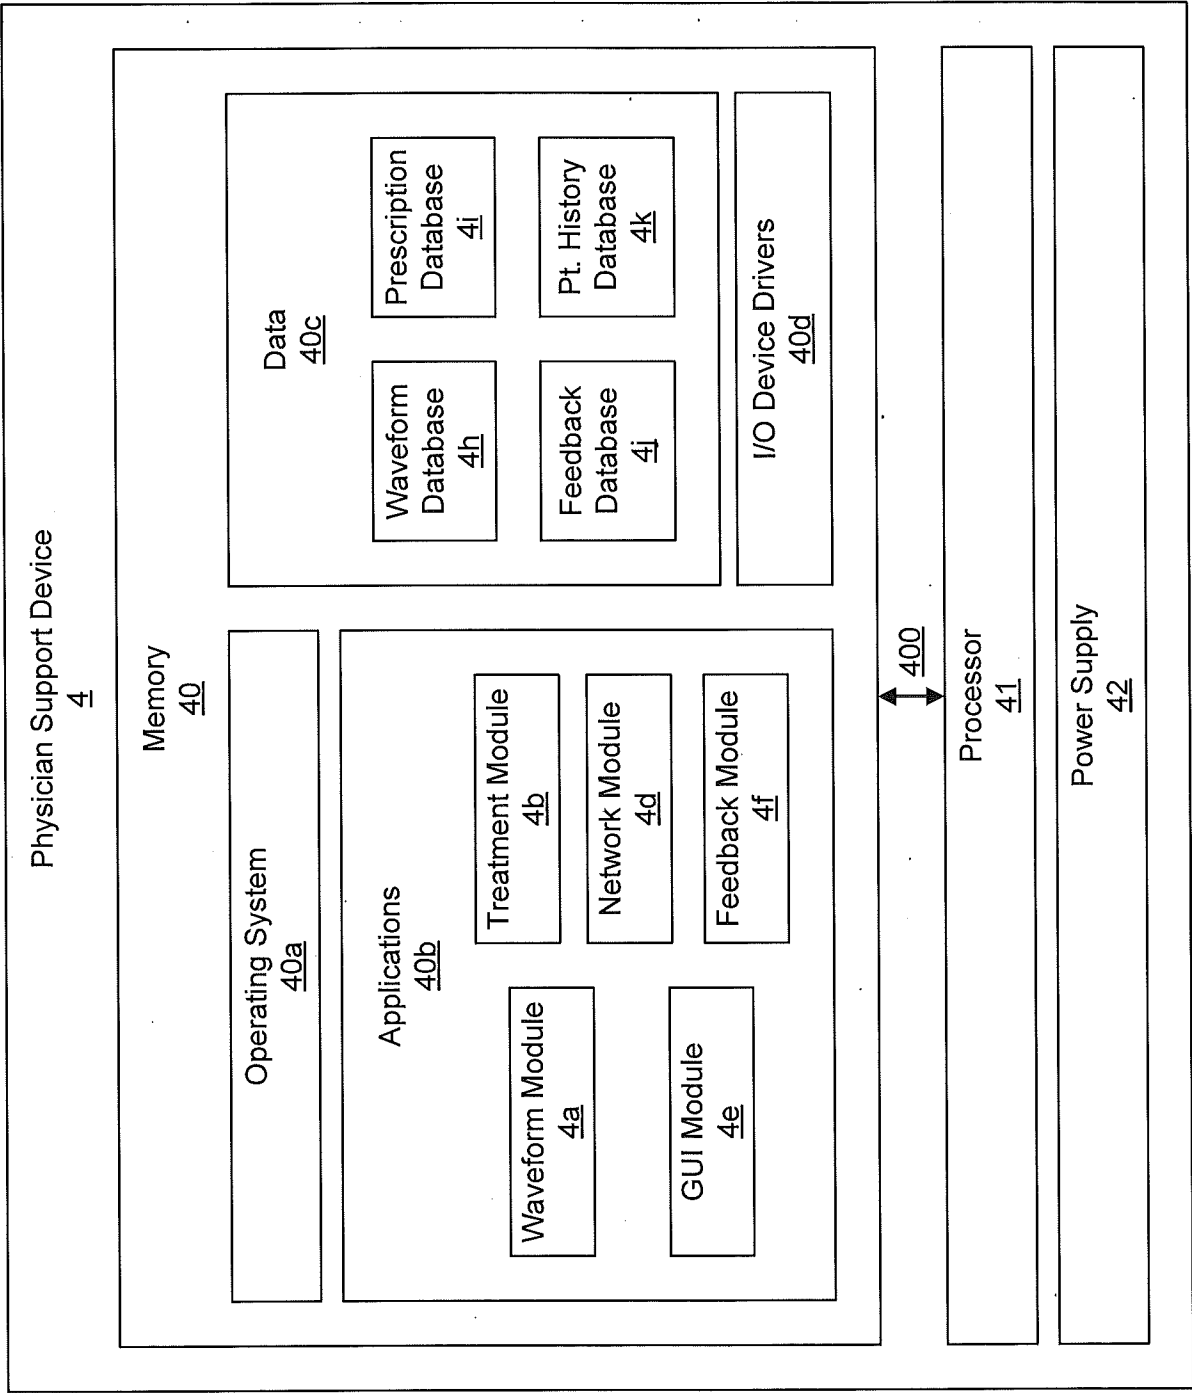 Physician Support Device
4
Memory
40
Operating System
40a
Applications
40b
Waveform Module
4a
GUI Module
4e
Treatment Module
4b
Network Module
4d
Feedback Module
4f
Data
40c
Waveform
Database
4h
Prescription
Database
4i
Feedback
Database
4j
Pt. History
Database
4k
I/O Device Drivers
40d
400
Processor
41
Power Supply
42